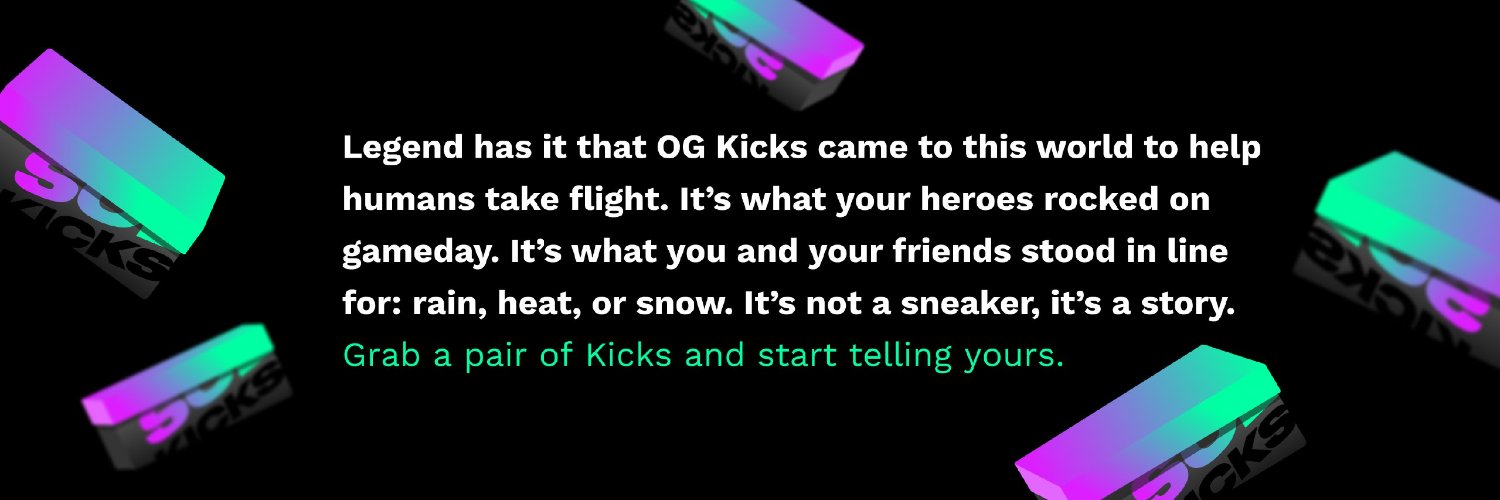 Legend has it that OG Kicks came to this world to help
humans take flight. It’s what your heroes rocked on
gameday. It’s what you and your friends stood in line
for: rain, heat, or snow. It’s not a sneaker, it’s a story.
Grab a pair of Kicks and start telling yours.
KICKS
KICKS